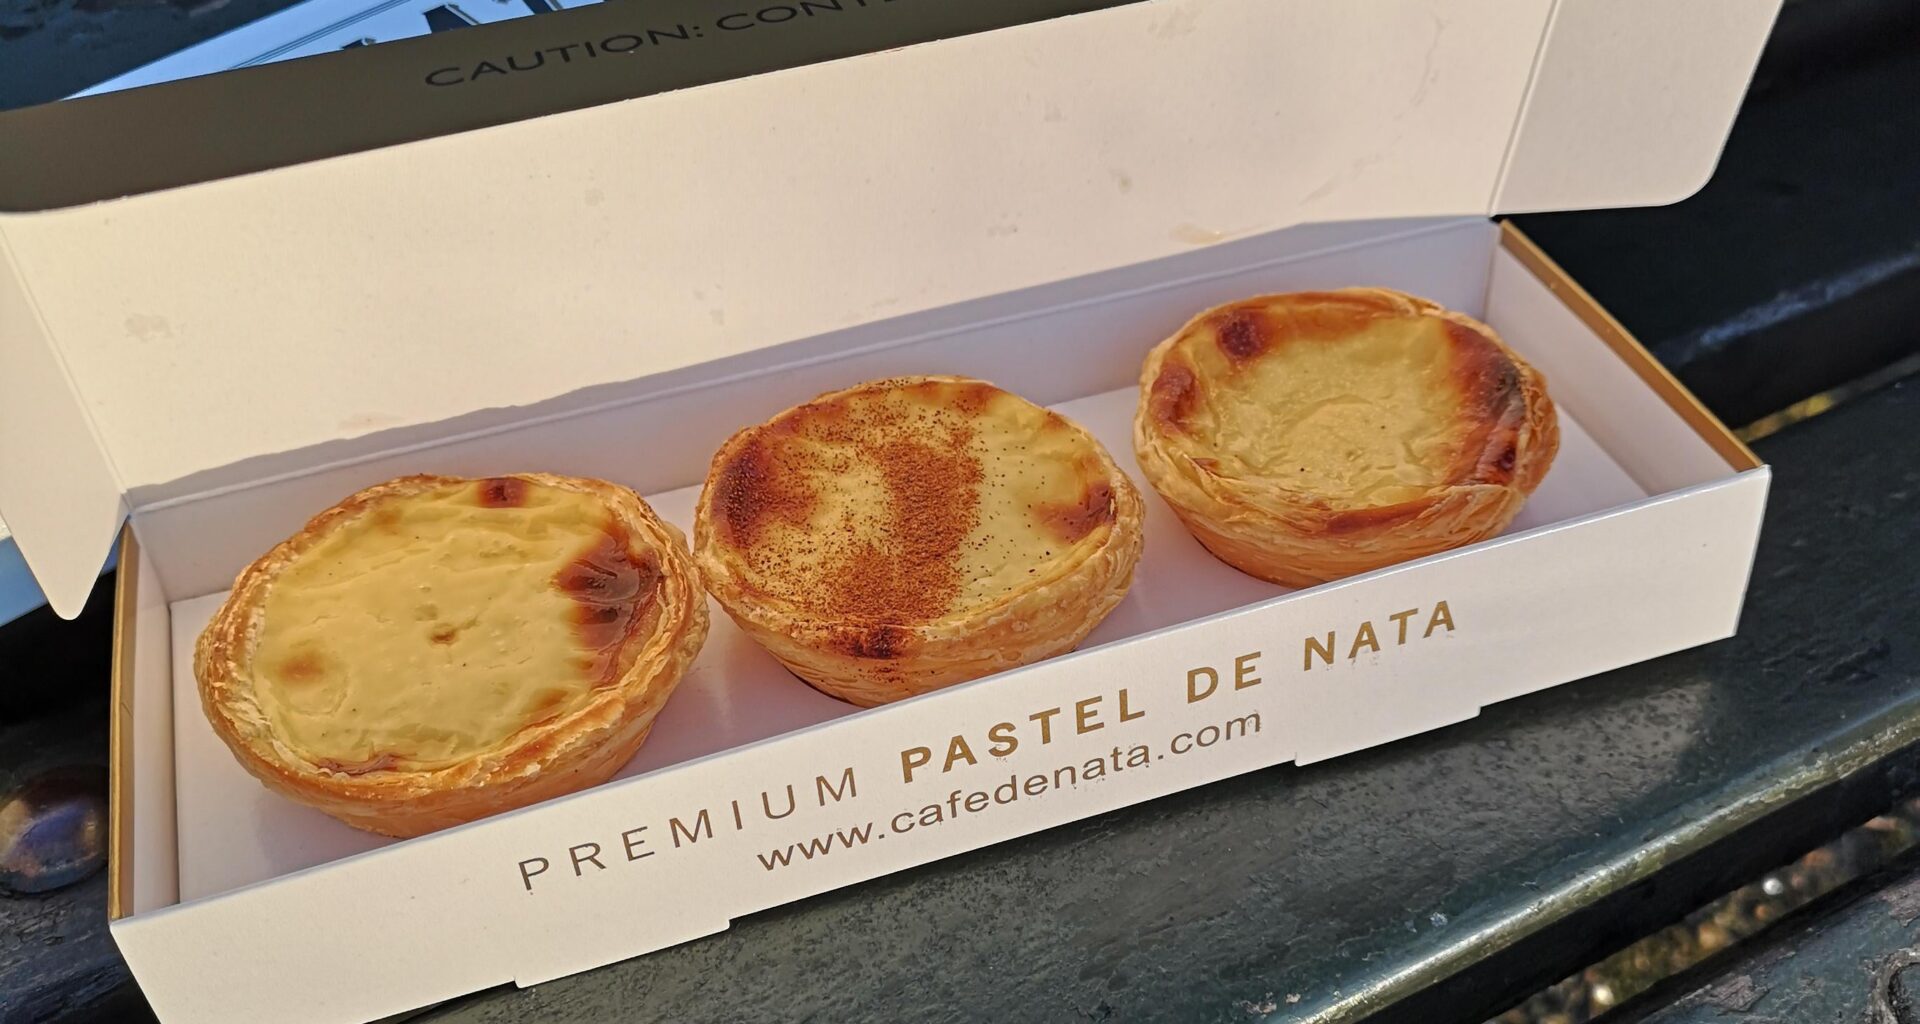 CAUTION:
PREMIUM PASTEL DE NATA
www.cafedenata.com